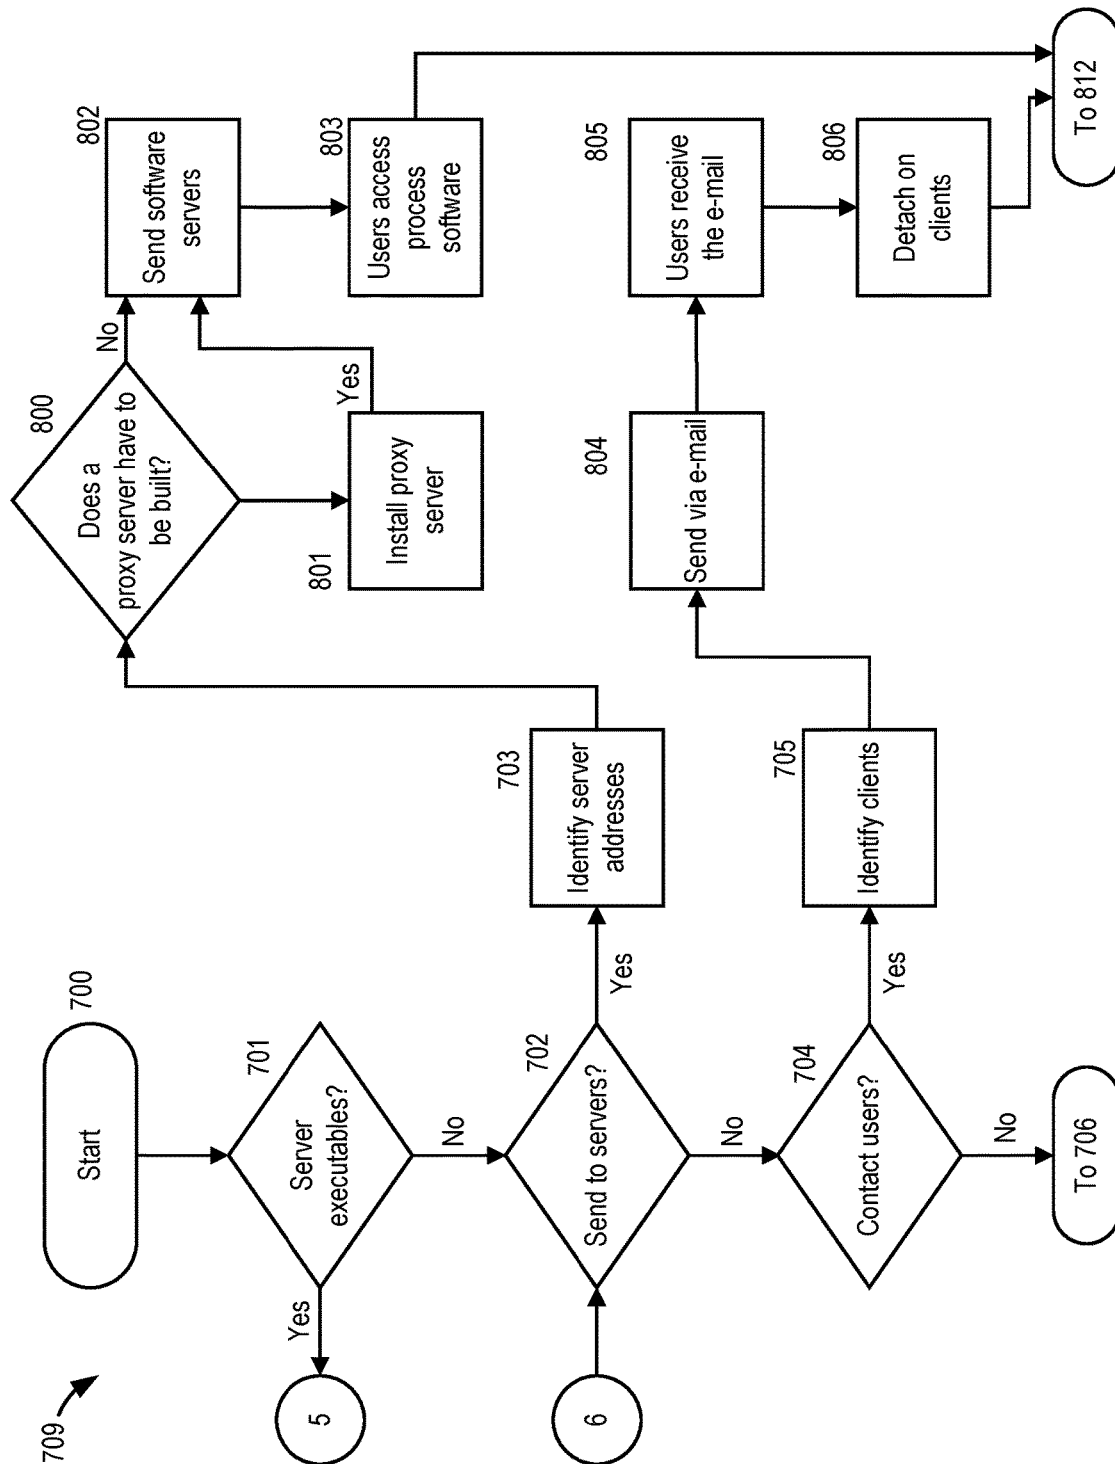 709
Start
700
5
Yes
Server
executables?
701
No
6
Send to servers?
702
Yes
Identify server
addresses
703
No
Contact users?
704
Yes
Identify clients
705
No
To 706
Does a
proxy server have to
be built?
800
No
Install proxy
server
801
Yes
Send software
servers
802
Users access
process
software
803
Send via e-mail
804
Users receive
the e-mail
805
Detach on
clients
806
To 812